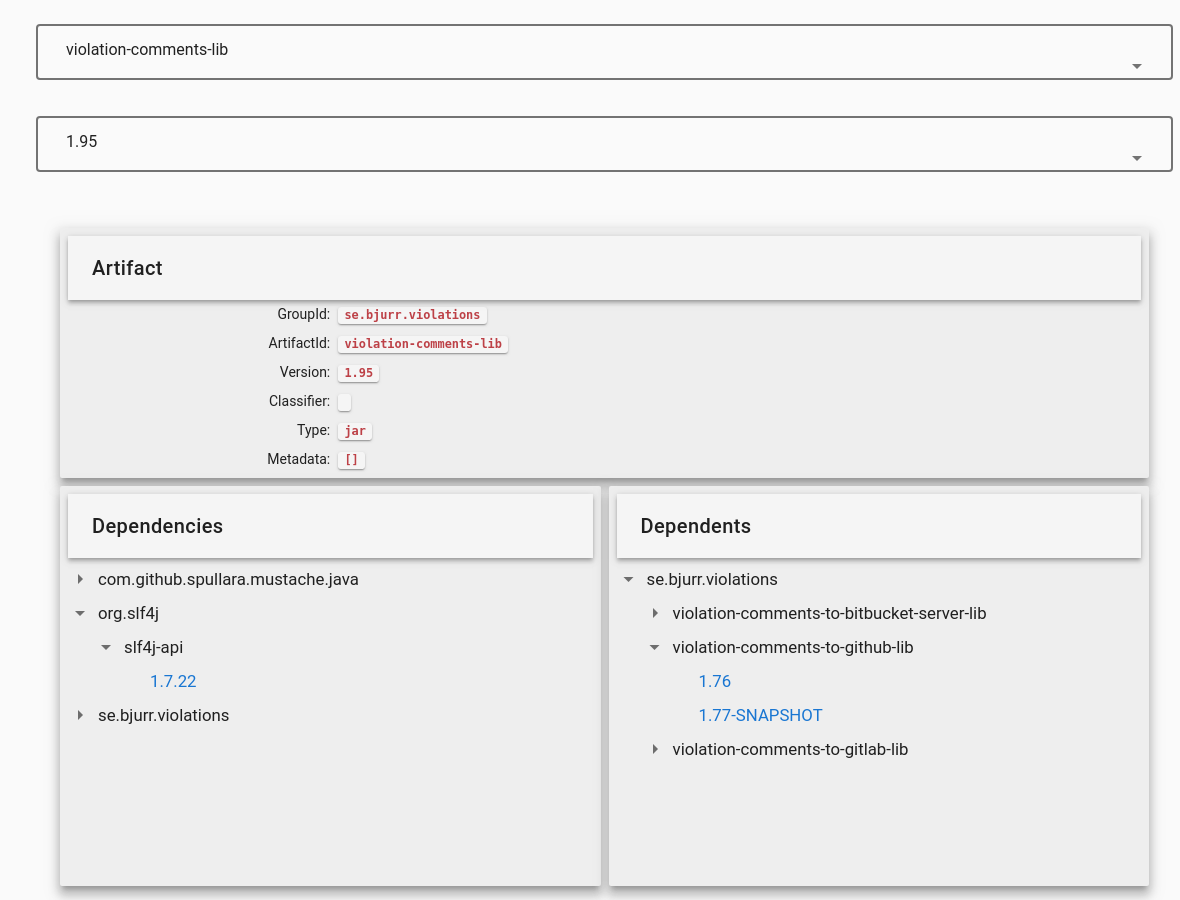 violation-comments-lib
1.95
Artifact
GroupId: se.bjurr.violations
ArtifactId: violation-comments-lib
Version: 1.95
Classifier:
Type: jar
Metadata: []
Dependencies
com.github.spullara.mustache.java
org.slf4j
slf4j-api
1.7.22
se.bjurr.violations
Dependents
se.bjurr.violations
violation-comments-to-bitbucket-server-lib
violation-comments-to-github-lib
1.76
1.77-SNAPSHOT
violation-comments-to-gitlab-lib